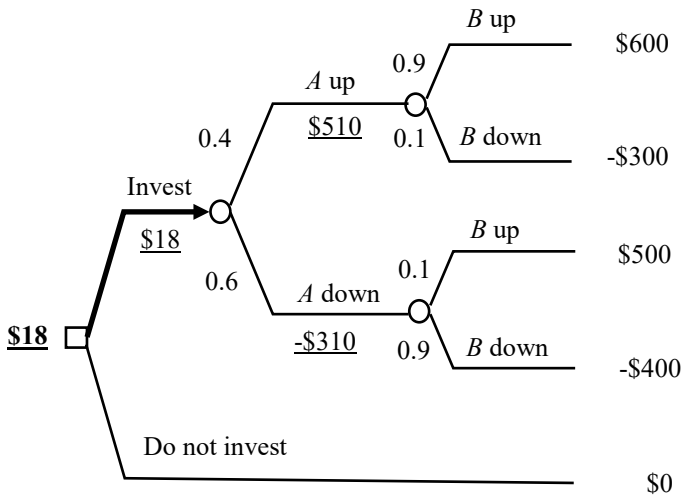 B up
$600
0.9
A up
$510
0.1
B down
-$300
0.4
Invest
$18
B up
$500
0.6
0.1
A down
-$310
0.9
B down
-$400
$18
Do not invest
$0